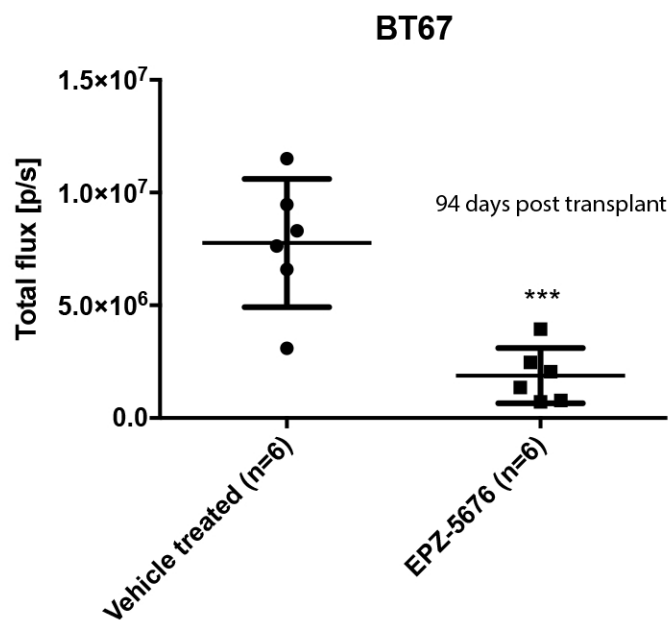 BT67
1.5×10⁷
1.0×10⁷
5.0×10⁶
0.0
Total flux [p/s]
94 days post transplant
***
Vehicle treated (n=6)
EPZ-5676 (n=6)